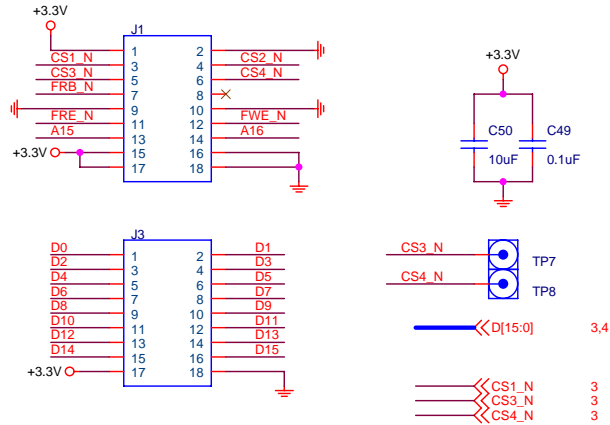 +3.3V
J1
1 2
CS1_N 3 4 CS2_N
CS3_N 5 6 CS4_N
FRB_N 7 8
9 10
FRE_N 11 12 FWE_N
A15 13 14 A16
+3.3V 15 16
17 18
+3.3V
C50 C49
10uF 0.1uF
J3
D0 1 2 D1
D2 3 4 D3
D4 5 6 D5
D6 7 8 D7
D8 9 10 D9
D10 11 12 D11
D12 13 14 D13
D14 15 16 D15
+3.3V 17 18
CS3_N TP7
CS4_N TP8
D[15:0] 3,4
CS1_N 3
CS3_N 3
CS4_N 3